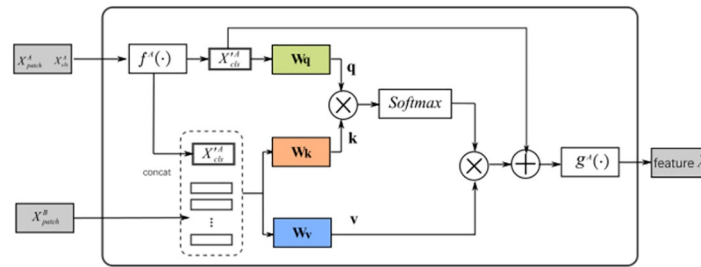 X^A_patch X^A_cls
f^A(·)
X'^A_cls
Wq
q
Softmax
k
X'^A_cls
concat
Wk
g^A(·)
feature
X^B_patch
⋮
Wv
v